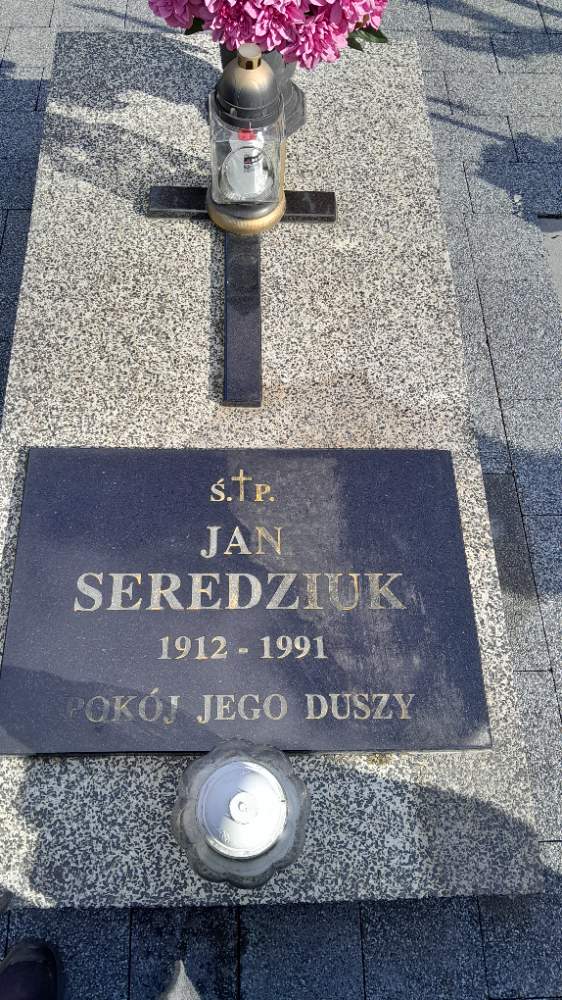 Ś.†P.
JAN
SEREDZIUK
1912 - 1991
POKÓJ JEGO DUSZY